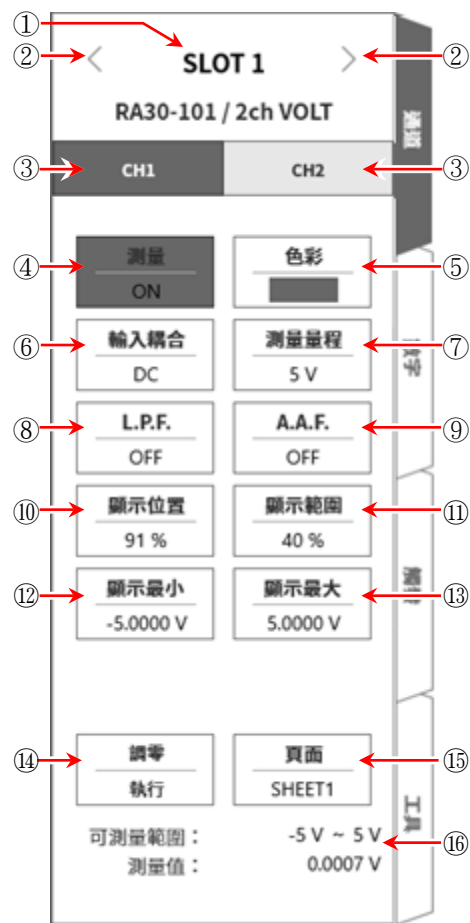 ①
② < SLOT 1 > ②
RA30-101 / 2ch VOLT
③ CH1 CH2 ③
④ 測量 色彩 ⑤
ON
⑥ 輸入耦合 測量量程 ⑦
DC 5 V
⑧ L.P.F. A.A.F. ⑨
OFF OFF
⑩ 顯示位置 顯示範圍 ⑪
91 % 40 %
⑫ 顯示最小 顯示最大 ⑬
-5.0000 V 5.0000 V
⑭ 調零 頁面 ⑮
執行 SHEET1
可測量範圍： -5 V ~ 5 V ⑯
測量值： 0.0007 V
通道
數字
工具